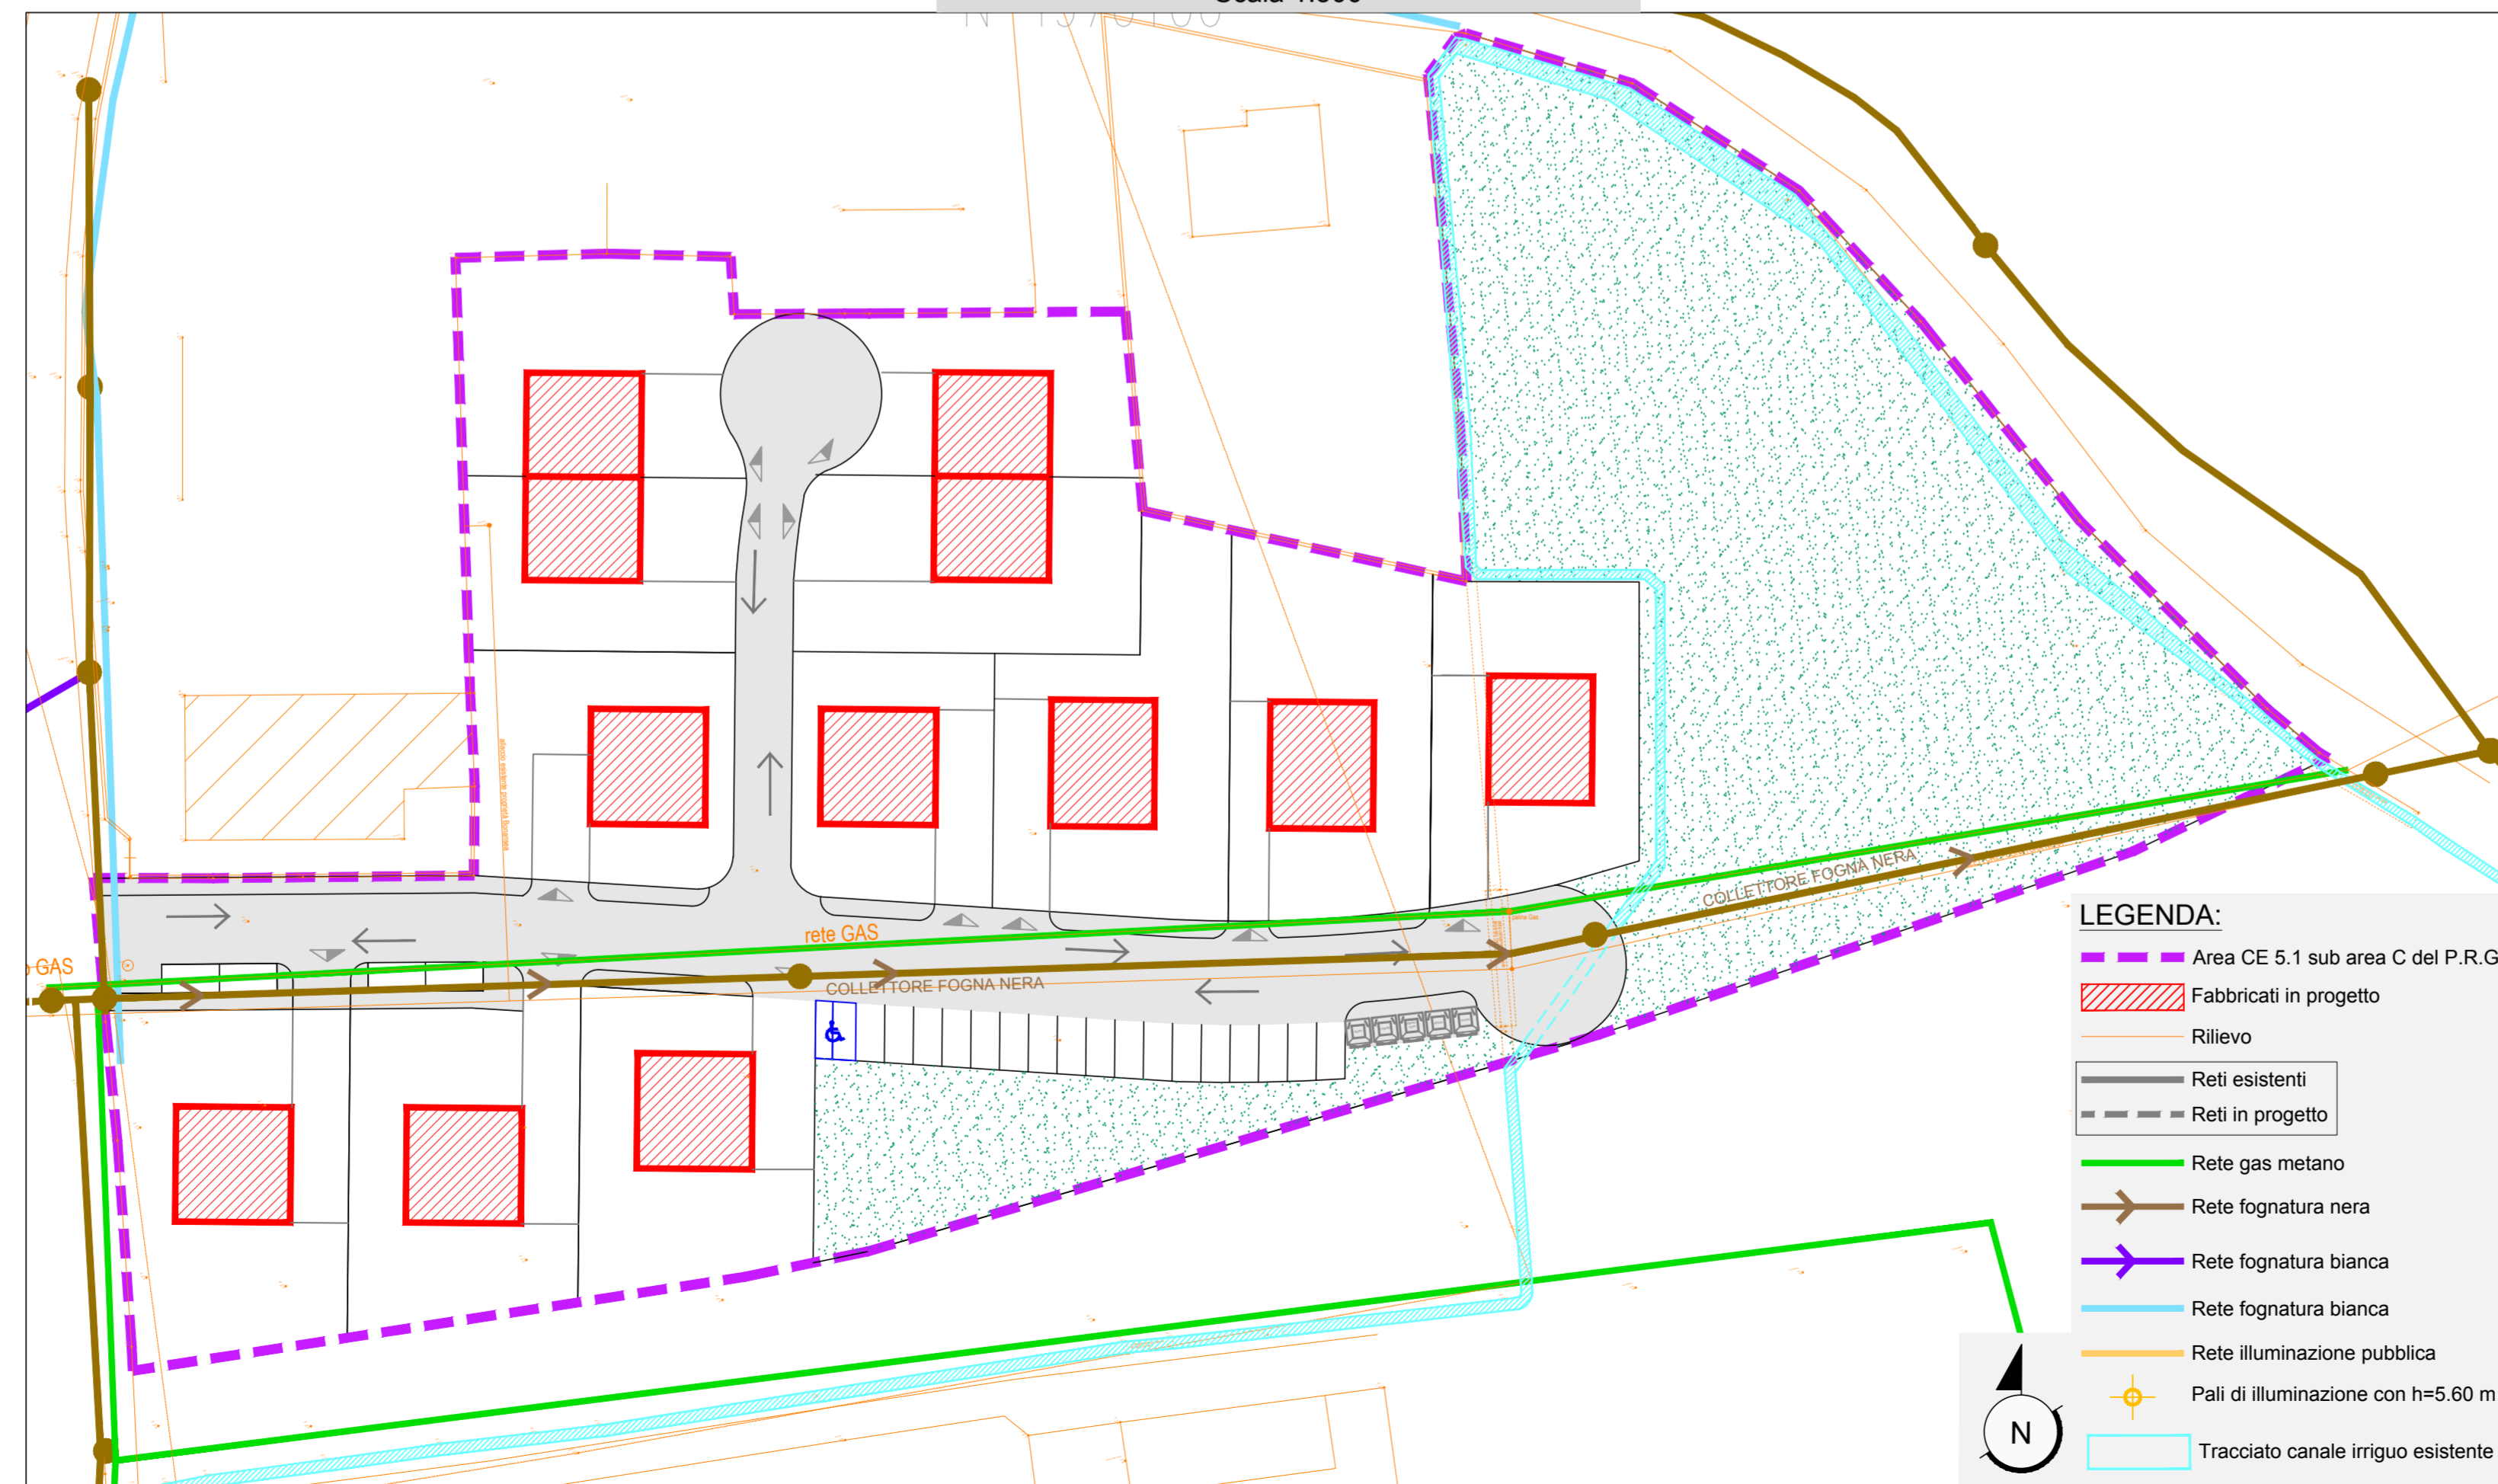 rete GAS
GAS
COLLETTORE FOGNA NERA
COLLETTORE FOGNA NERA
LEGENDA:
Area CE 5.1 sub area C del P.R.G
Fabbricati in progetto
Rilievo
Reti esistenti
Reti in progetto
Rete gas metano
Rete fognatura nera
Rete fognatura bianca
Rete fognatura bianca
Rete illuminazione pubblica
Pali di illuminazione con h=5.60 m
Tracciato canale irriguo esistente
N